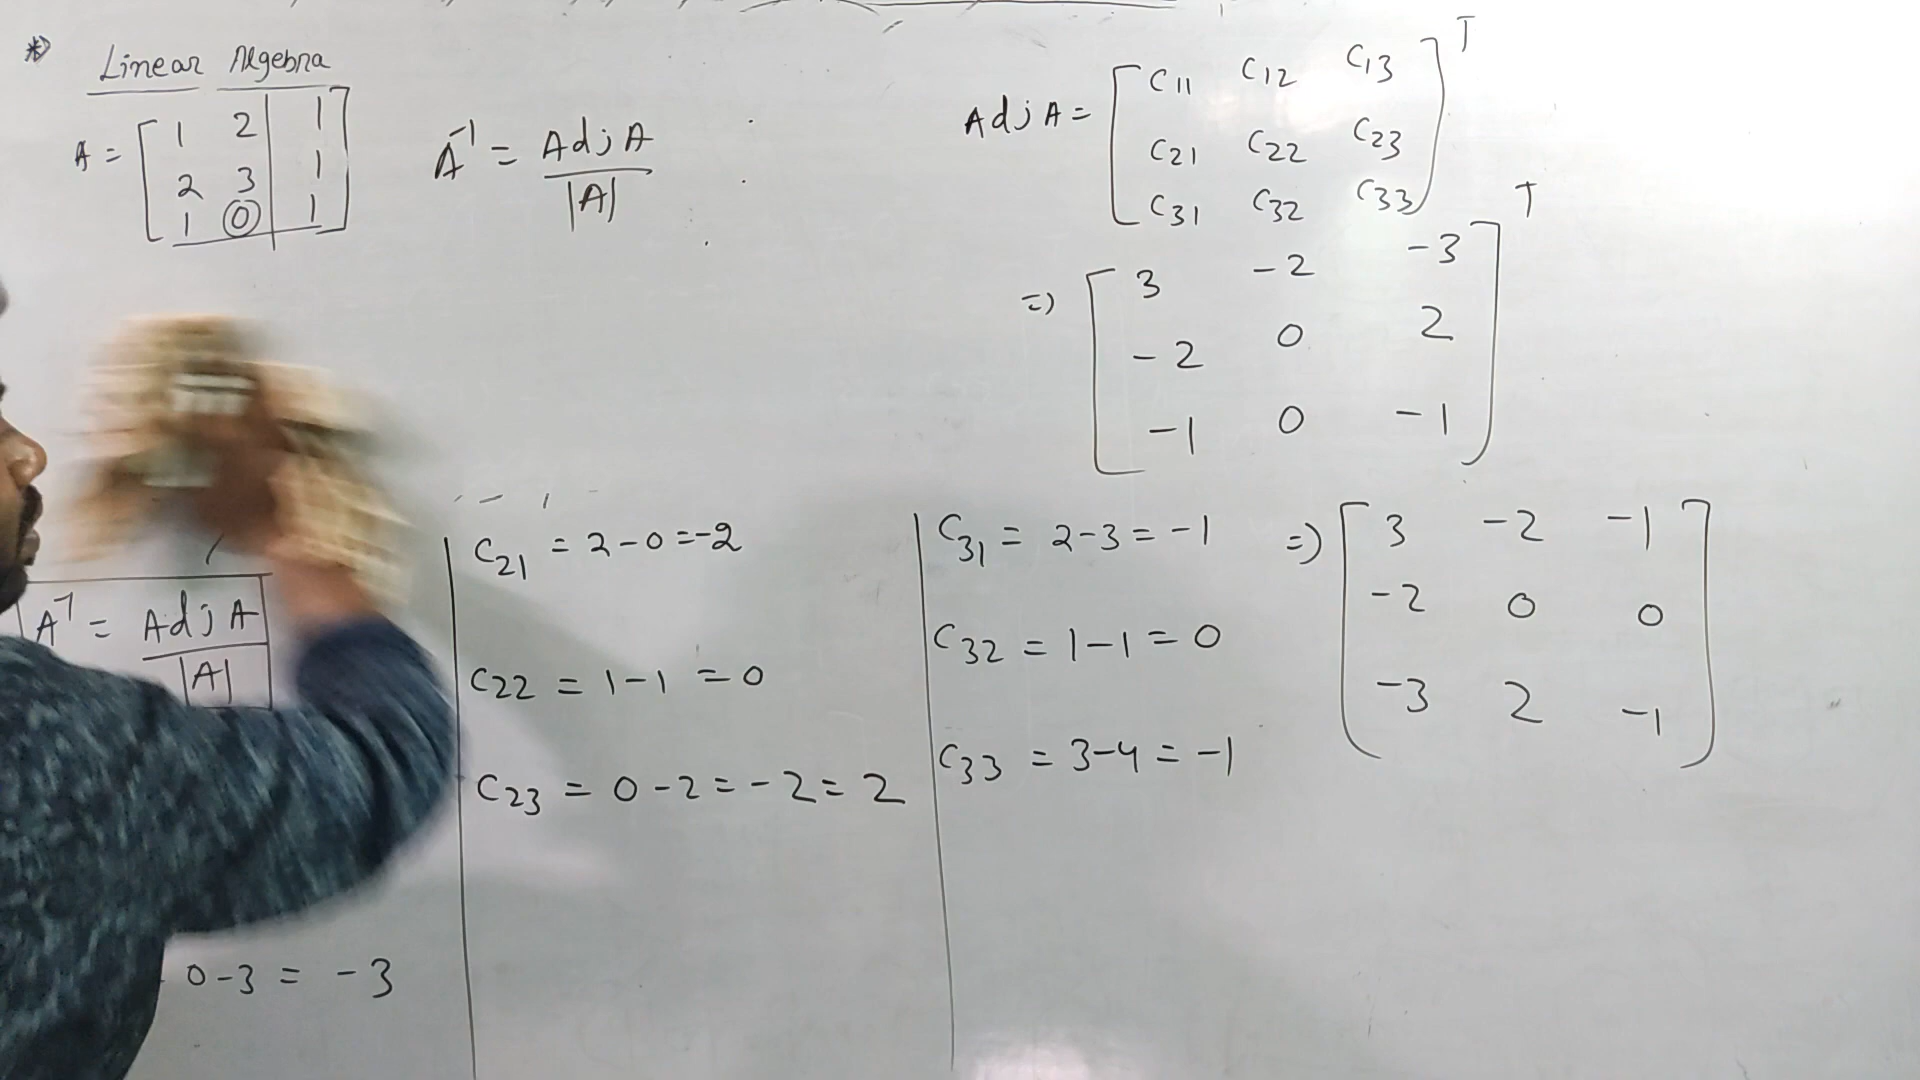 Linear Algebra
A = [ 1 2 1
2 3 1
1 0 1 ]
A⁻¹ = Adj A / |A|
Adj A = [ C11 C12 C13
C21 C22 C23
C31 C32 C33 ] T
=) [ 3 -2 -3
-2 0 2
-1 0 -1 ] T
=) [ 3 -2 -1
-2 0 0
-3 2 -1 ]
A⁻¹ = Adj A / |A|
0-3 = -3
C21 = 2-0 = -2
C22 = 1-1 = 0
C23 = 0-2 = -2 = 2
C31 = 2-3 = -1
C32 = 1-1 = 0
C33 = 3-4 = -1